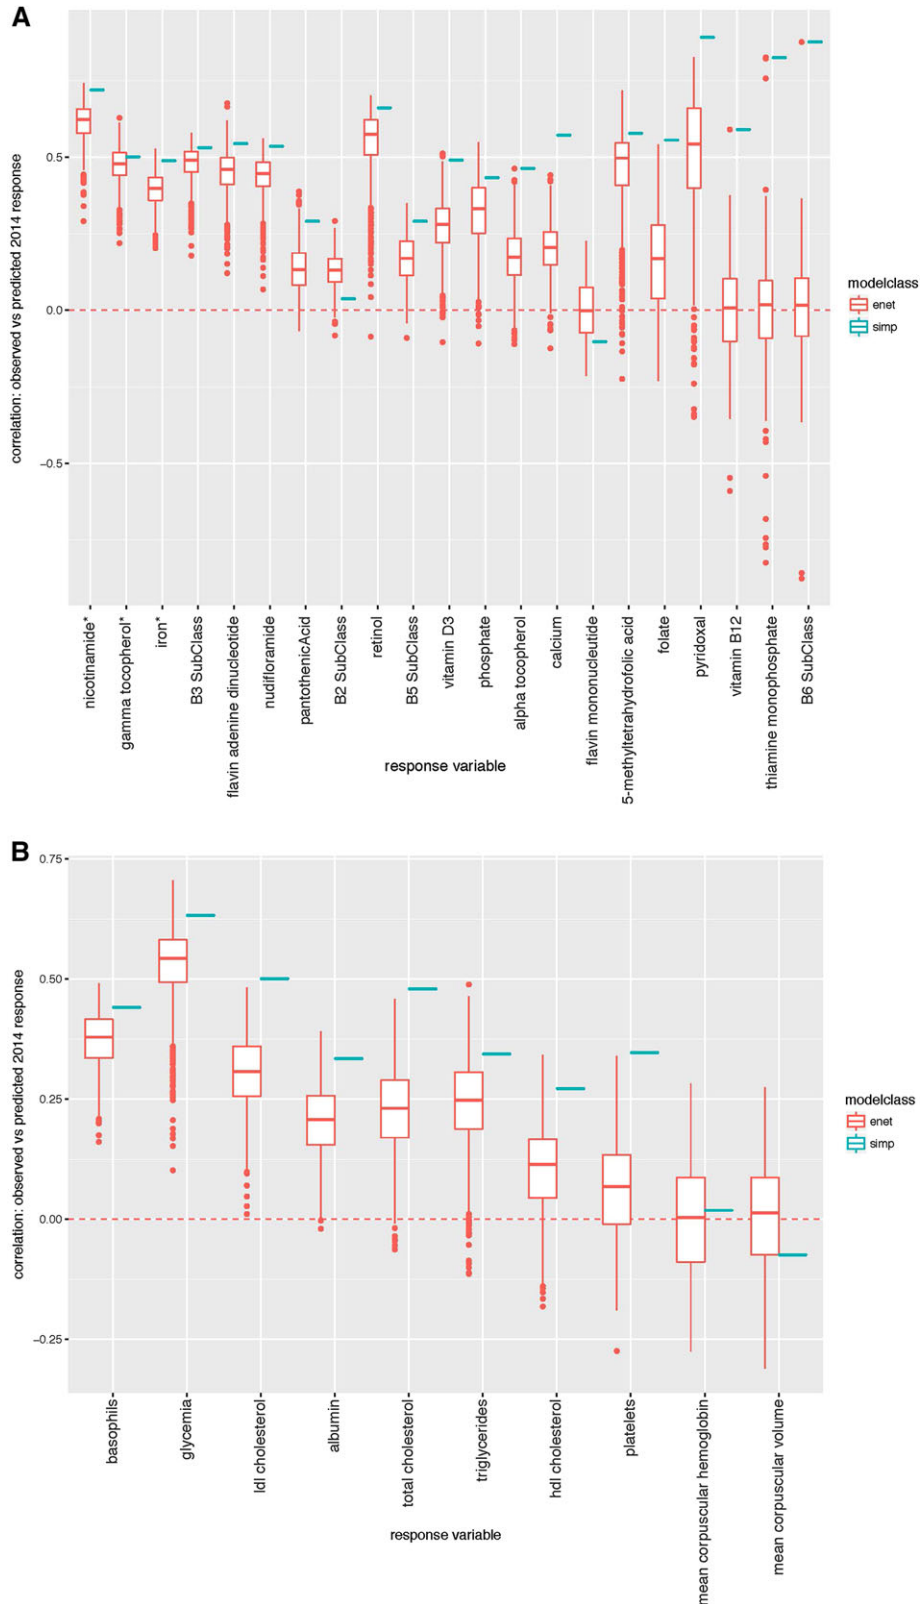 A
correlation: observed vs predicted 2014 response
0.5
0.0
−0.5
nicotinamide*
gamma tocopherol*
iron*
B3 SubClass
flavin adenine dinucleotide
nudifloramide
pantothenicAcid
B2 SubClass
retinol
B5 SubClass
vitamin D3
phosphate
alpha tocopherol
calcium
flavin mononucleutide
5-methyltetrahydrofolic acid
folate
pyridoxal
vitamin B12
thiamine monophosphate
B6 SubClass
response variable
modelclass
enet
simp
B
correlation: observed vs predicted 2014 response
0.75
0.50
0.25
0.00
−0.25
basophils
glycemia
ldl cholesterol
albumin
total cholesterol
triglycerides
hdl cholesterol
platelets
mean corpuscular hemoglobin
mean corpuscular volume
response variable
modelclass
enet
simp